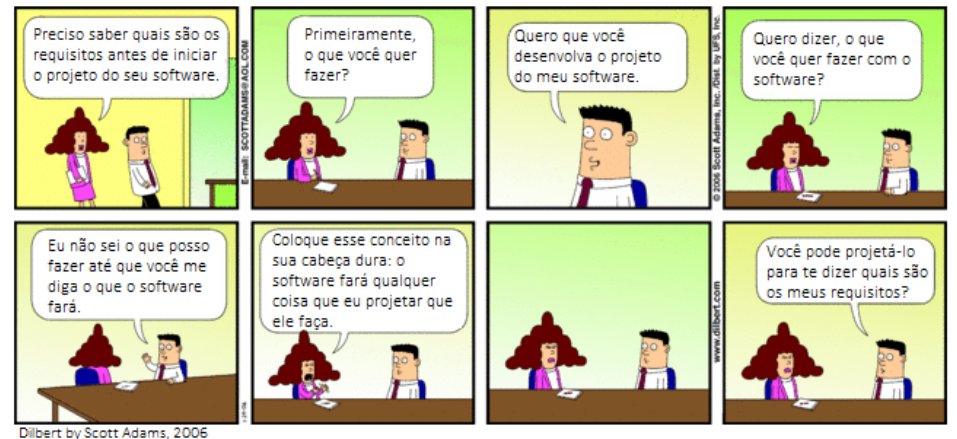 Preciso saber quais são os
requisitos antes de iniciar
o projeto do seu software.
E-mail: SCOTTADAMS@AOL.COM
Primeiramente,
o que você quer
fazer?
Quero que você
desenvolva o projeto
do meu software.
© 2006 Scott Adams, Inc. /Dist. by UFS, Inc.
Quero dizer, o que
você quer fazer com o
software?
Eu não sei o que posso
fazer até que você me
diga o que o software
fará.
Coloque esse conceito na
sua cabeça dura: o
software fará qualquer
coisa que eu projetar que
ele faça.
www.dilbert.com
Você pode projetá-lo
para te dizer quais são
os meus requisitos?
Dilbert by Scott Adams, 2006